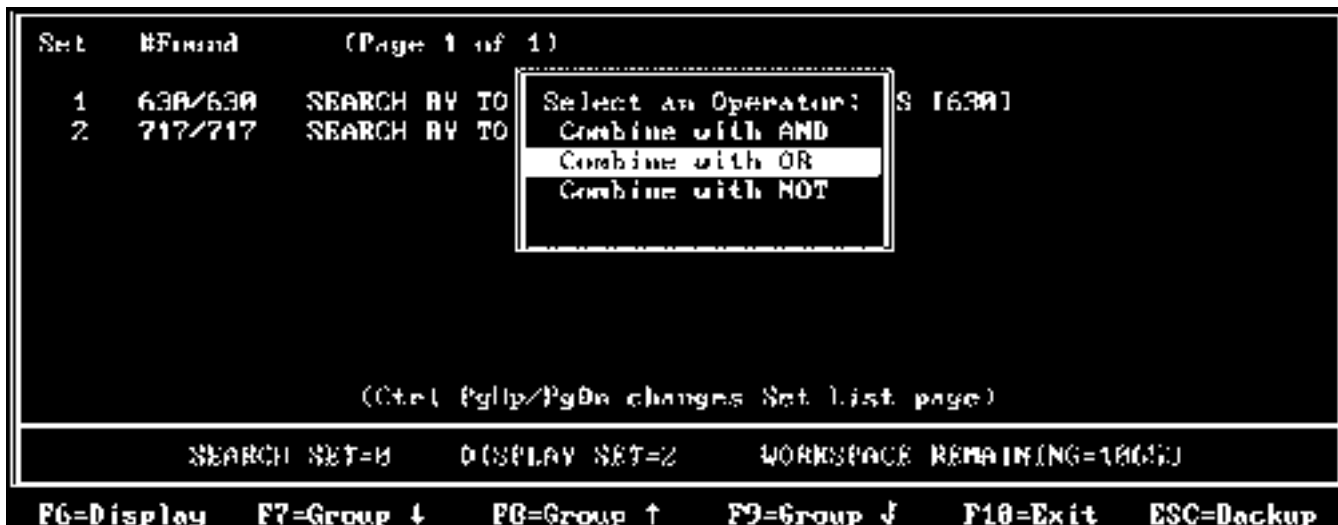 Set #Found (Page 1 of 1)
1 630/630 SEARCH BY TO S [630]
2 717/717 SEARCH BY TO
Select an Operator:
Combine with AND
Combine with OR
Combine with NOT
(Ctrl PgUp/PgDn changes Set List page)
SEARCH SET=0 DISPLAY SET=2 WORKSPACE REMAINING=
F6=Display F7=Group ↓ F8=Group ↑ F9=Group √ F10=Exit ESC=Backup